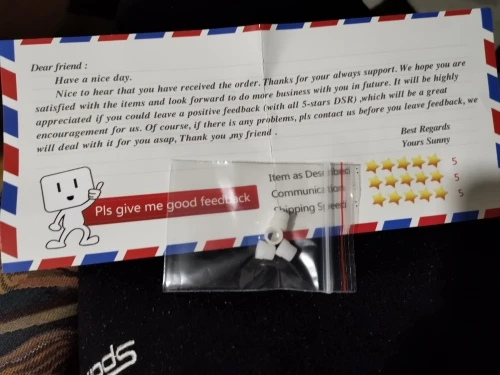 Dear friend :
Have a nice day.
Nice to hear that you have received the order. Thanks for your always support. We hope you are
satisfied with the items and look forward to do more business with you in future. It will be highly
appreciated if you could leave a positive feedback (with all 5-stars DSR) ,which will be a great
encouragement for us. Of course, if there is any problems, pls contact us before you leave feedback, we
will deal with it for you asap, Thank you ,my friend .
Best Regards
Yours Sunny
Item as Described 5
Communication 5
Shipping Speed 5
Pls give me good feedback